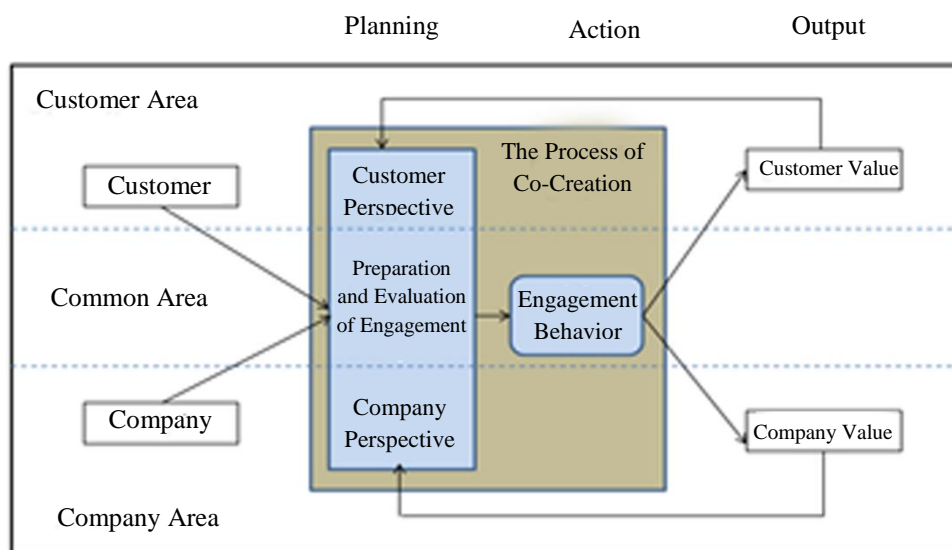 Planning
Action
Output
Customer Area
The Process of
Co-Creation
Customer
Customer
Perspective
Customer Value
Common Area
Preparation
and Evaluation
of Engagement
Engagement
Behavior
Company
Company
Perspective
Company Value
Company Area